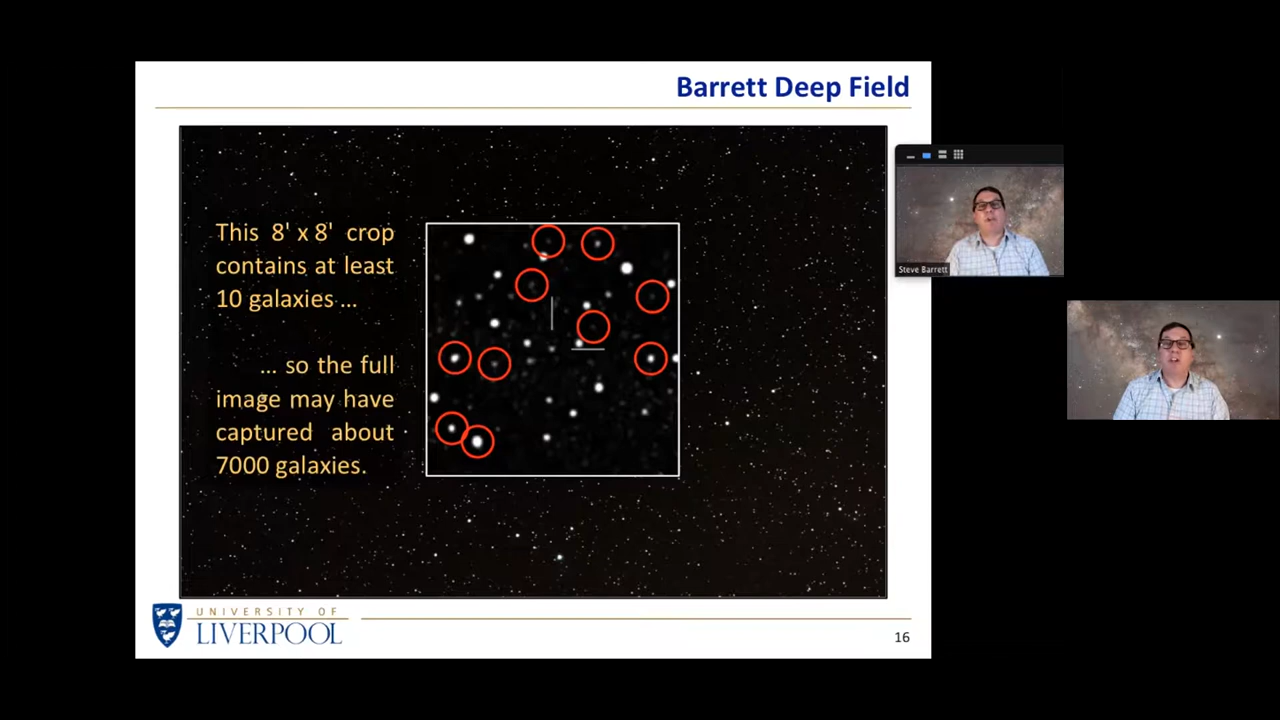 Barrett Deep Field
This 8' x 8' crop
contains at least
10 galaxies ...
... so the full
image may have
captured about
7000 galaxies.
Steve Barrett
UNIVERSITY OF
LIVERPOOL
16